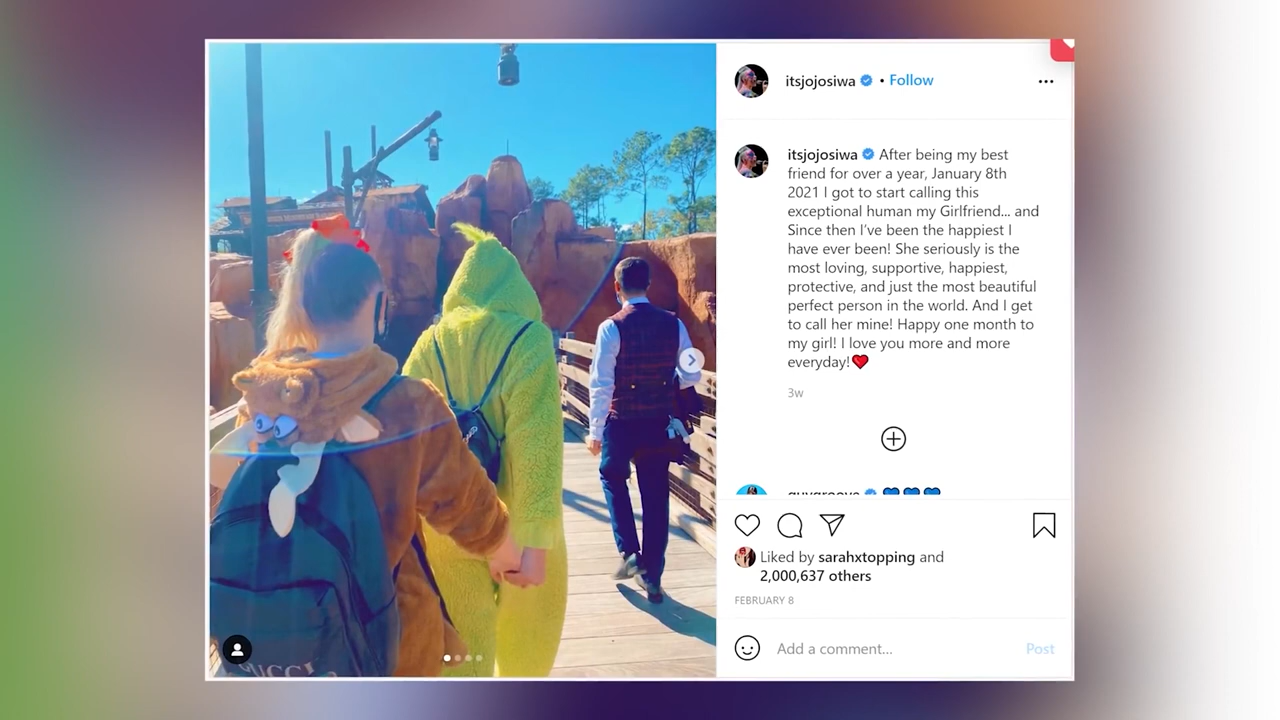 itsjojosiwa • Follow
itsjojosiwa After being my best
friend for over a year, January 8th
2021 I got to start calling this
exceptional human my Girlfriend... and
Since then I've been the happiest I
have ever been! She seriously is the
most loving, supportive, happiest,
protective, and just the most beautiful
perfect person in the world. And I get
to call her mine! Happy one month to
my girl! I love you more and more
everyday!❤️
3w
💙💙💙
Liked by sarahxtopping and
2,000,637 others
FEBRUARY 8
Add a comment... Post
GUCCI